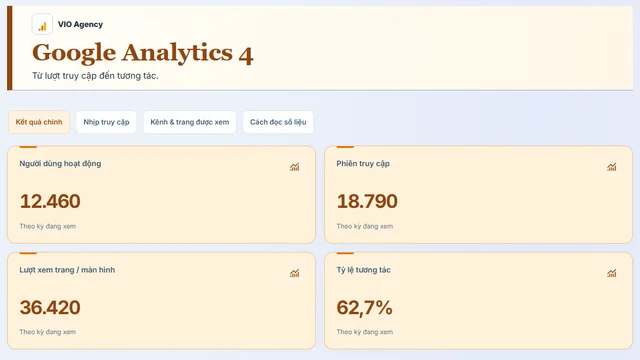 VIO Agency
Google Analytics 4
Từ lượt truy cập đến tương tác.
Kết quả chính
Nhịp truy cập
Kênh & trang được xem
Cách đọc số liệu
Người dùng hoạt động
12.460
Theo kỳ đang xem
Phiên truy cập
18.790
Theo kỳ đang xem
Lượt xem trang / màn hình
36.420
Theo kỳ đang xem
Tỷ lệ tương tác
62,7%
Theo kỳ đang xem